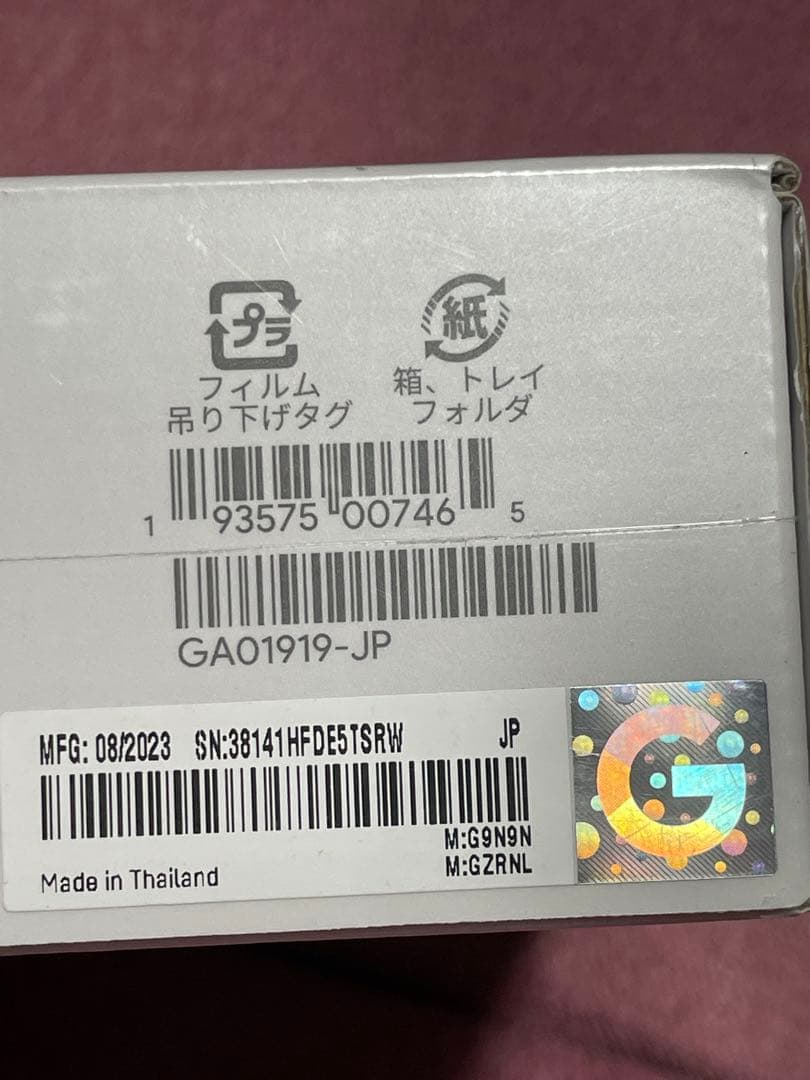 プラ
紙
フィルム
吊り下げタグ
箱、トレイ
フォルダ
1 93575 00746 5
GA01919-JP
MFG: 08/2023 SN:38141HFDE5TSRW JP
M:G9N9N
M:GZRNL
Made in Thailand
G